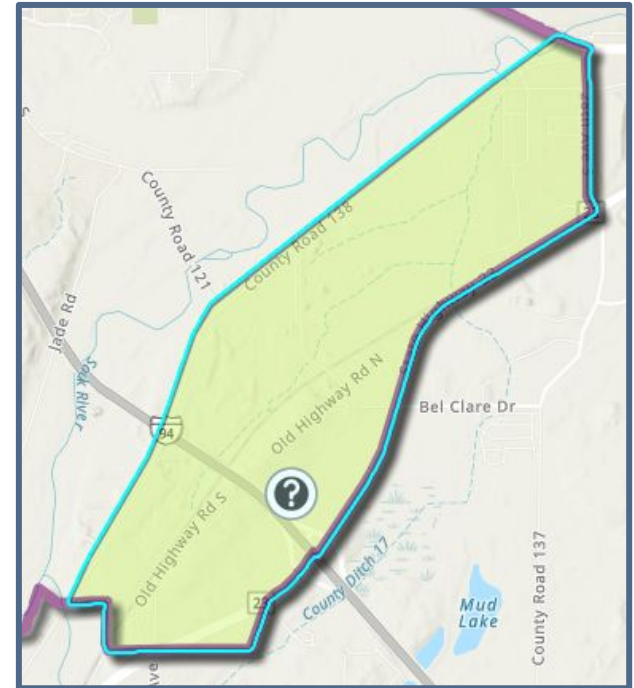 County Road 121
County Road 138
Jade Rd
Sauk River
94
Old Highway Rd N
Bel Clare Dr
?
Old Highway Rd S
23
County Ditch 17
Mud
Lake
County Road 137